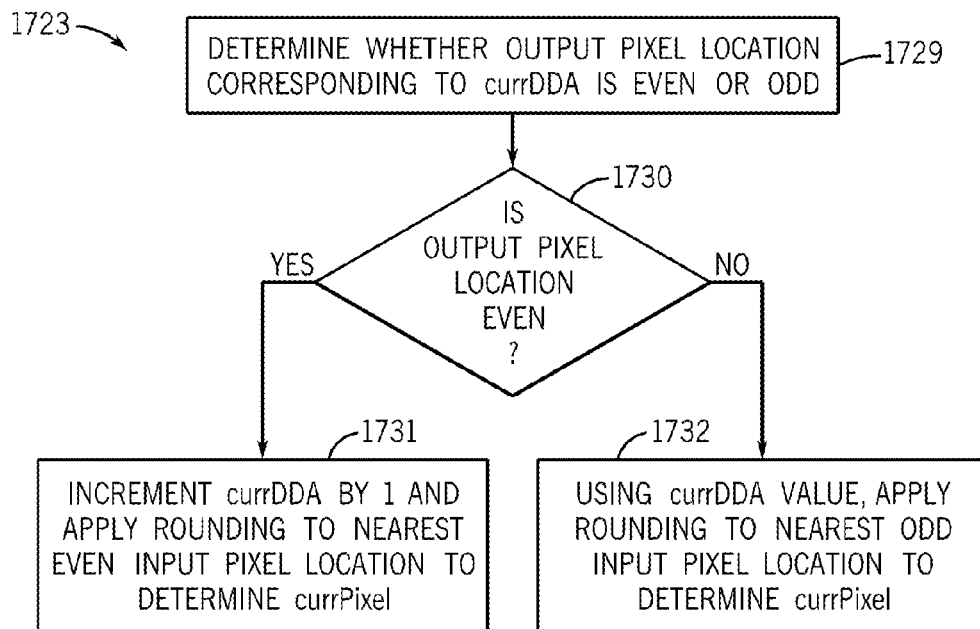 1723
DETERMINE WHETHER OUTPUT PIXEL LOCATION
CORRESPONDING TO currDDA IS EVEN OR ODD
1729
1730
IS
OUTPUT PIXEL
LOCATION
EVEN
?
YES
NO
1731
INCREMENT currDDA BY 1 AND
APPLY ROUNDING TO NEAREST
EVEN INPUT PIXEL LOCATION TO
DETERMINE currPixel
1732
USING currDDA VALUE, APPLY
ROUNDING TO NEAREST ODD
INPUT PIXEL LOCATION TO
DETERMINE currPixel